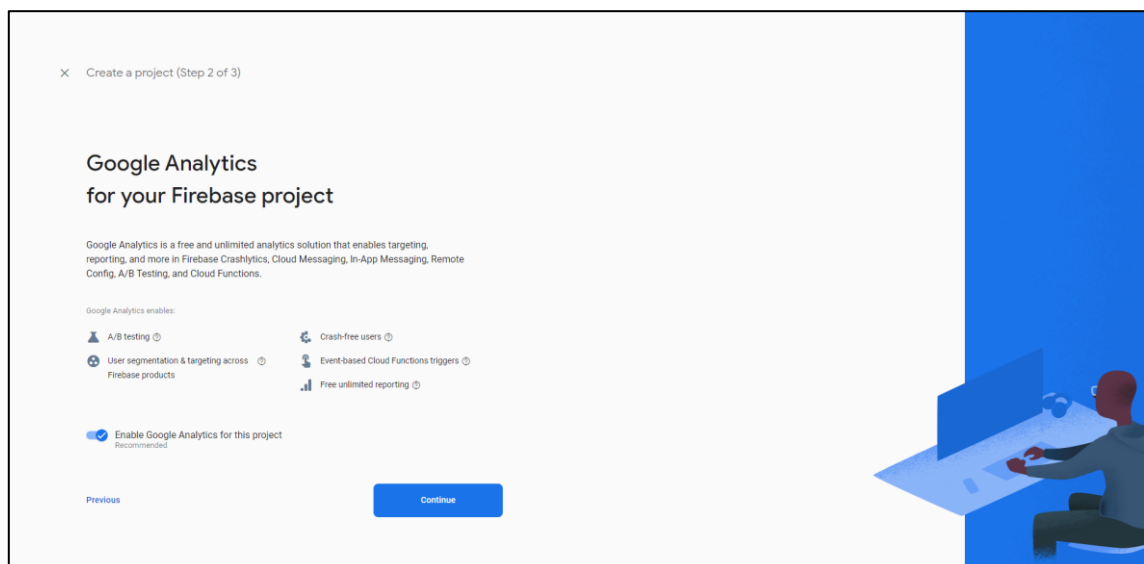 Create a project (Step 2 of 3)
Google Analytics
for your Firebase project
Google Analytics is a free and unlimited analytics solution that enables targeting,
reporting, and more in Firebase Crashlytics, Cloud Messaging, In-App Messaging, Remote
Config, A/B Testing, and Cloud Functions.
Google Analytics enables:
A/B testing
User segmentation & targeting across
Firebase products
Crash-free users
Event-based Cloud Functions triggers
Free unlimited reporting
Enable Google Analytics for this project
Recommended
Previous
Continue